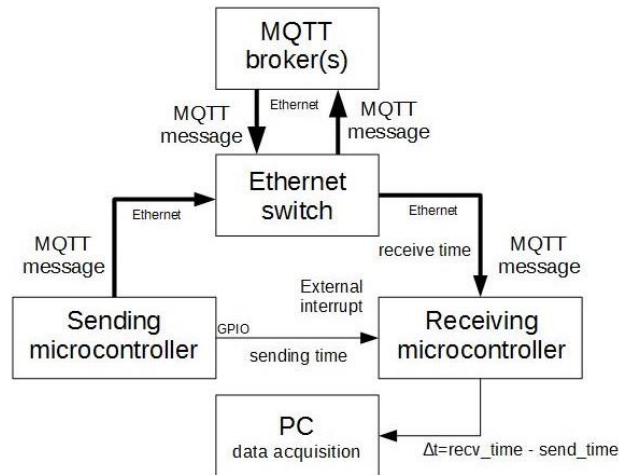 MQTT
broker(s)
MQTT
message
Ethernet
MQTT
message
Ethernet
switch
Ethernet
Ethernet
MQTT
message
receive time
MQTT
message
External
interrupt
Sending
microcontroller
GPIO
sending time
Receiving
microcontroller
PC
data acquisition
Δt=recv_time - send_time